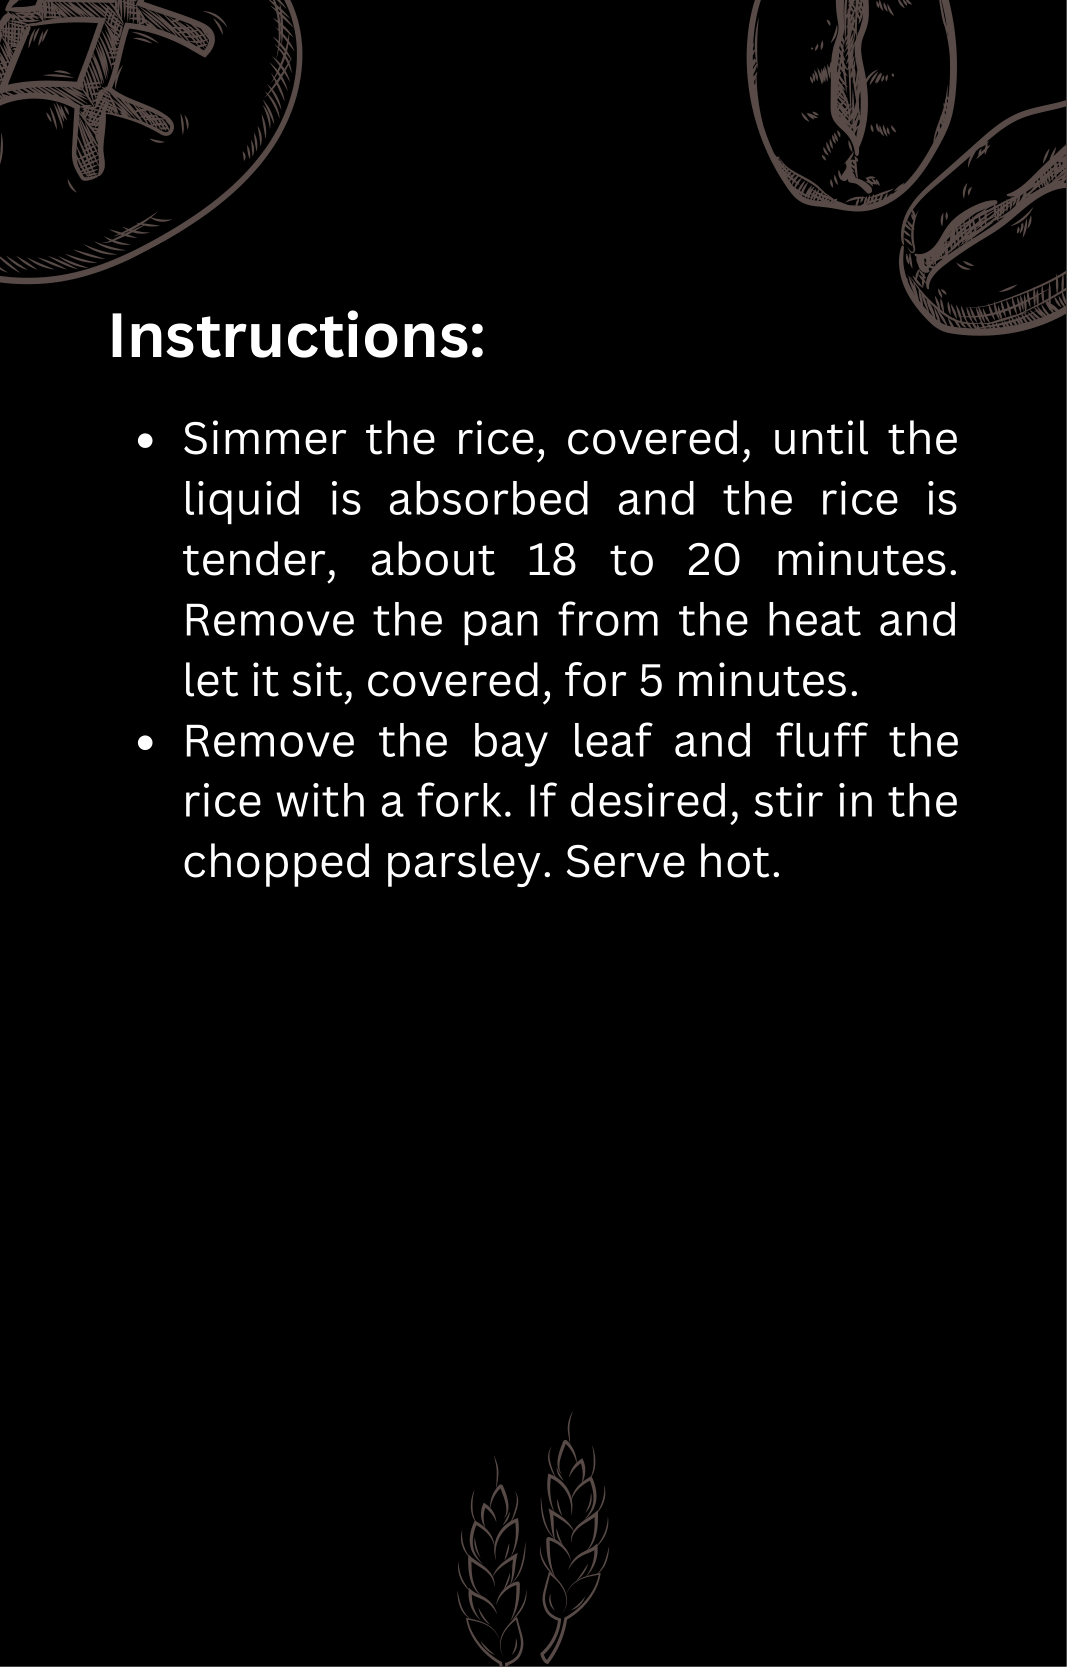 Instructions:
• Simmer the rice, covered, until the
liquid is absorbed and the rice is
tender, about 18 to 20 minutes.
Remove the pan from the heat and
let it sit, covered, for 5 minutes.
• Remove the bay leaf and fluff the
rice with a fork. If desired, stir in the
chopped parsley. Serve hot.